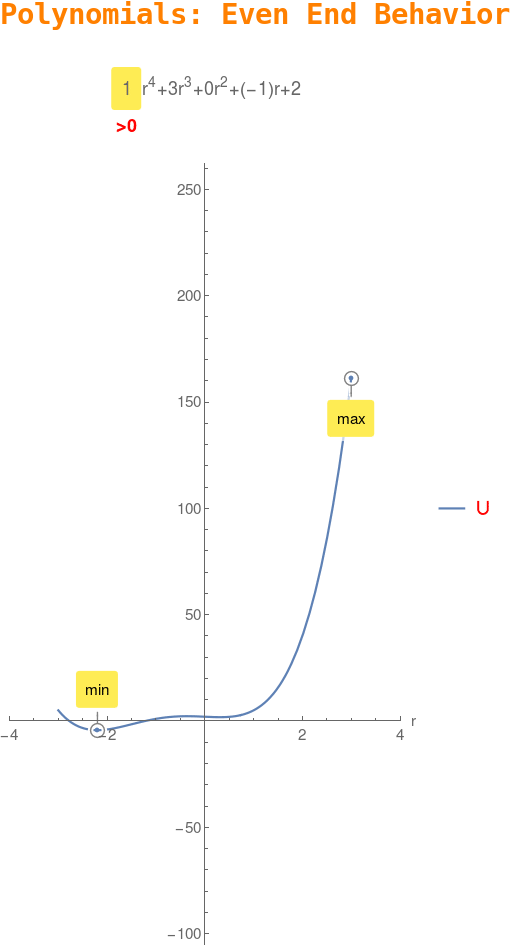 Polynomials: Even End Behavior
1 r⁴+3r³+0r²+(−1)r+2
>0
250
200
150
max
100
U
50
min
r
−4
−2
2
4
−50
−100